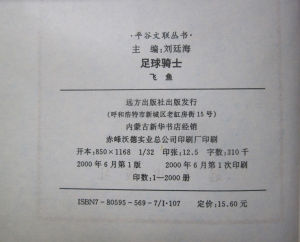 ·平谷文联丛书·
主 编:刘廷海
足球骑士
飞 鱼
远方出版社出版发行
(呼和浩特市新城区老缸房街15号)
内蒙古新华书店经销
赤峰沃德实业总公司印刷厂印刷
开本:850×1168 1/32 印张:12.5 字数:310千
2000年6月第1版 2000年6月第1次印刷
印数:1—2000册
ISBN7-80595-569-7/I·107 定价:15.60元